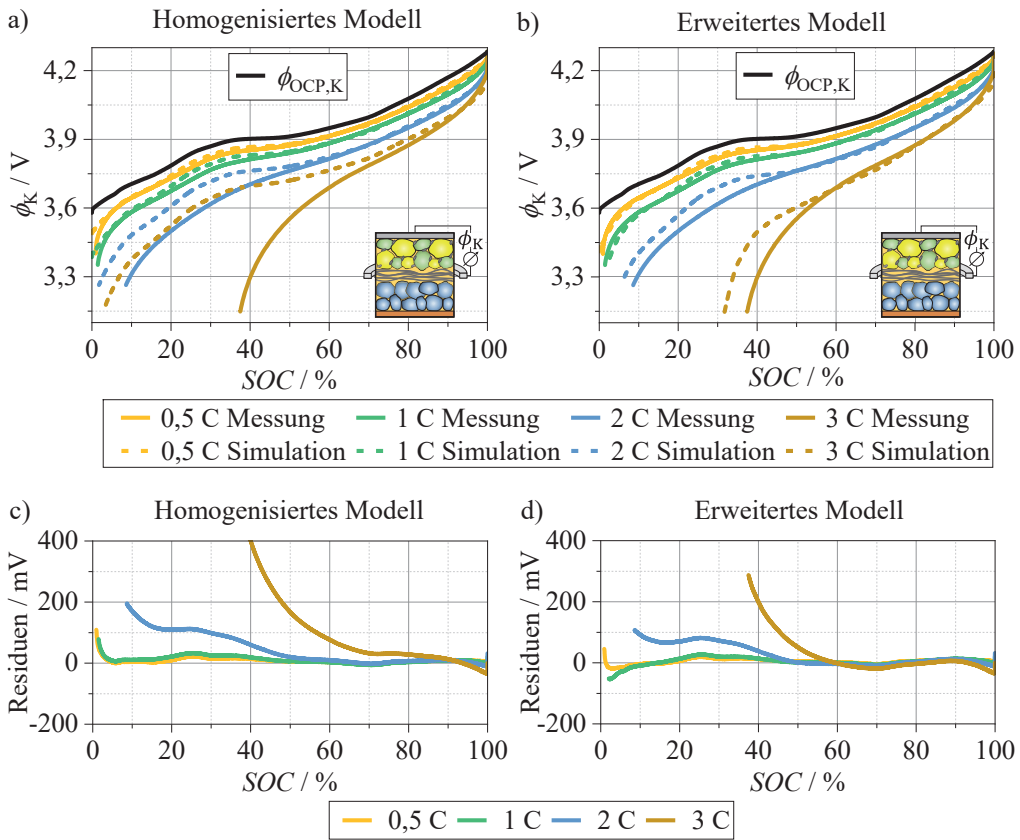 a) Homogenisiertes Modell
b) Erweitertes Modell
ϕOCP,K
ϕOCP,K
4,2
3,9
3,6
3,3
ϕK / V
ϕK
0 20 40 60 80 100
SOC / %
4,2
3,9
3,6
3,3
ϕK / V
ϕK
0 20 40 60 80 100
SOC / %
0,5 C Messung 1 C Messung 2 C Messung 3 C Messung
0,5 C Simulation 1 C Simulation 2 C Simulation 3 C Simulation
c) Homogenisiertes Modell
d) Erweitertes Modell
400
200
0
-200
Residuen / mV
0 20 40 60 80 100
SOC / %
400
200
0
-200
Residuen / mV
0 20 40 60 80 100
SOC / %
0,5 C 1 C 2 C 3 C